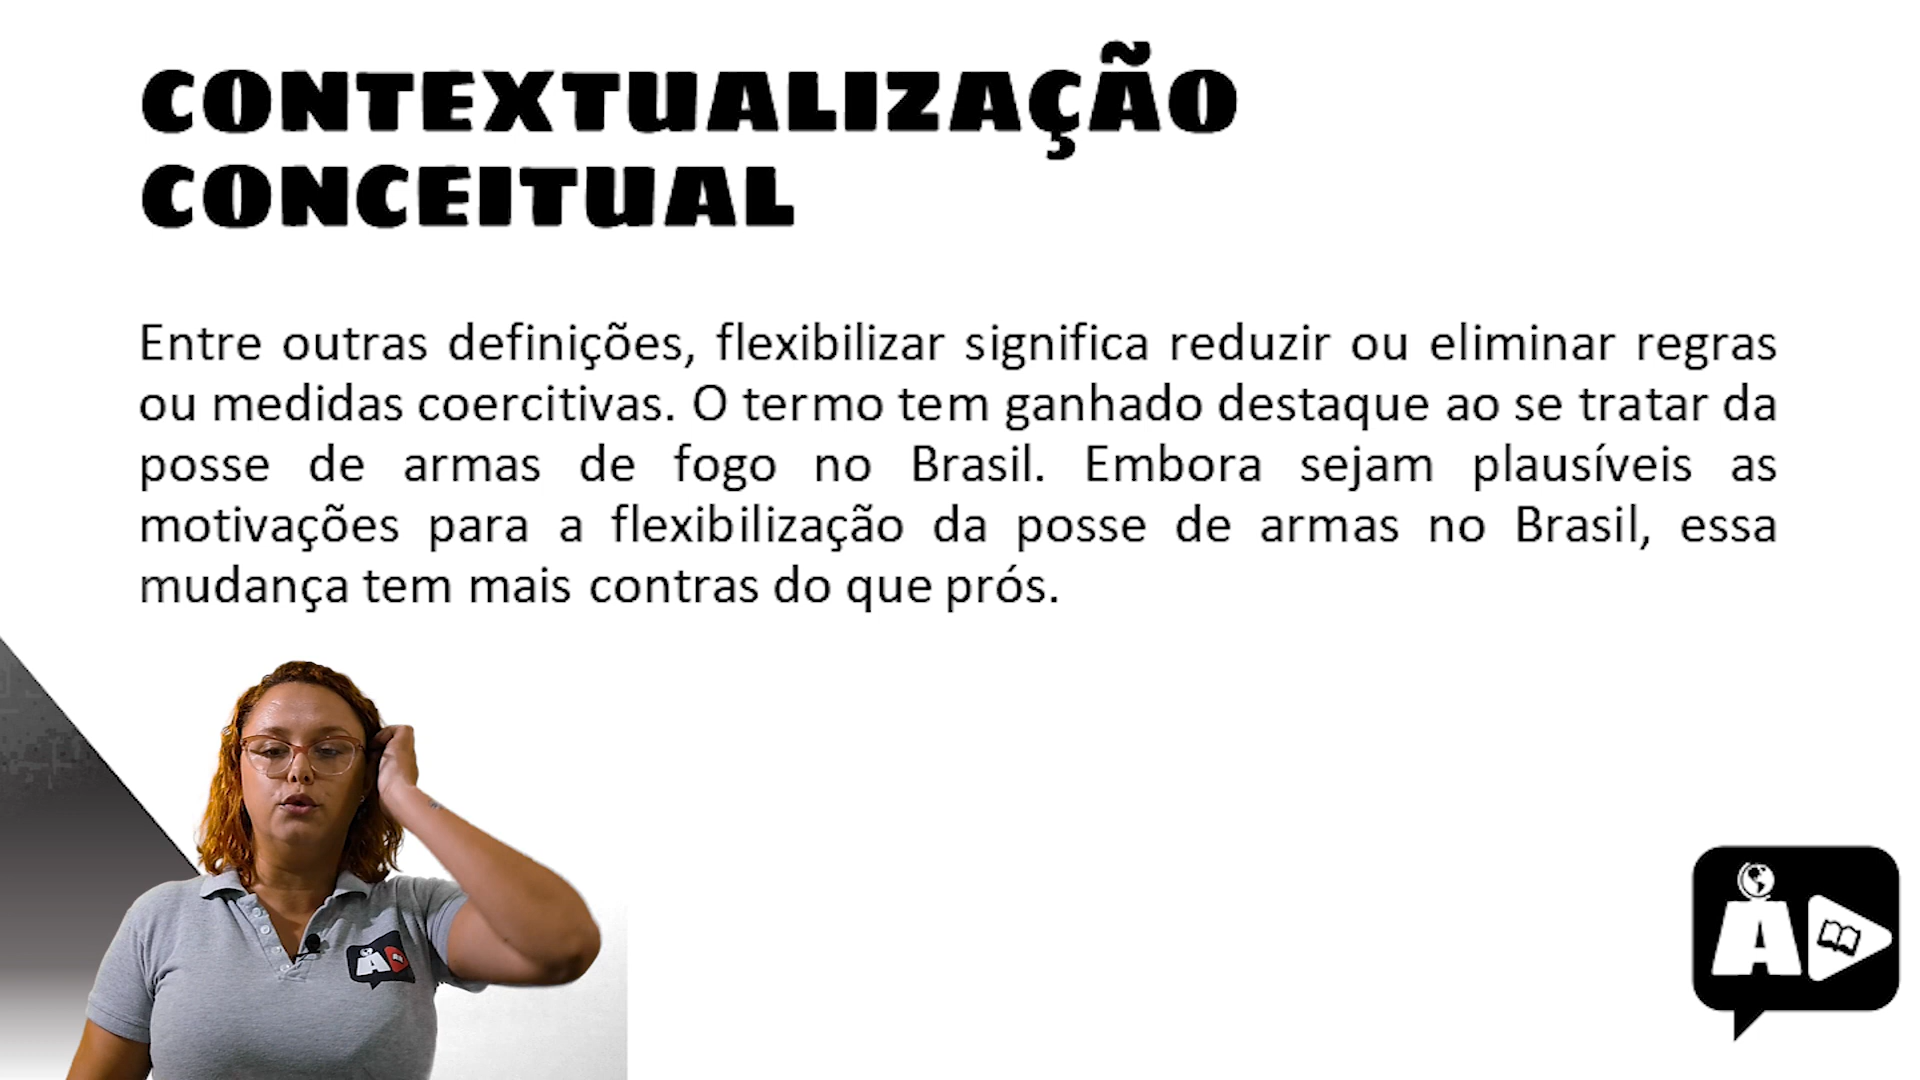 CONTEXTUALIZAÇÃO
CONCEITUAL
Entre outras definições, flexibilizar significa reduzir ou eliminar regras
ou medidas coercitivas. O termo tem ganhado destaque ao se tratar da
posse de armas de fogo no Brasil. Embora sejam plausíveis as
motivações para a flexibilização da posse de armas no Brasil, essa
mudança tem mais contras do que prós.
A
A